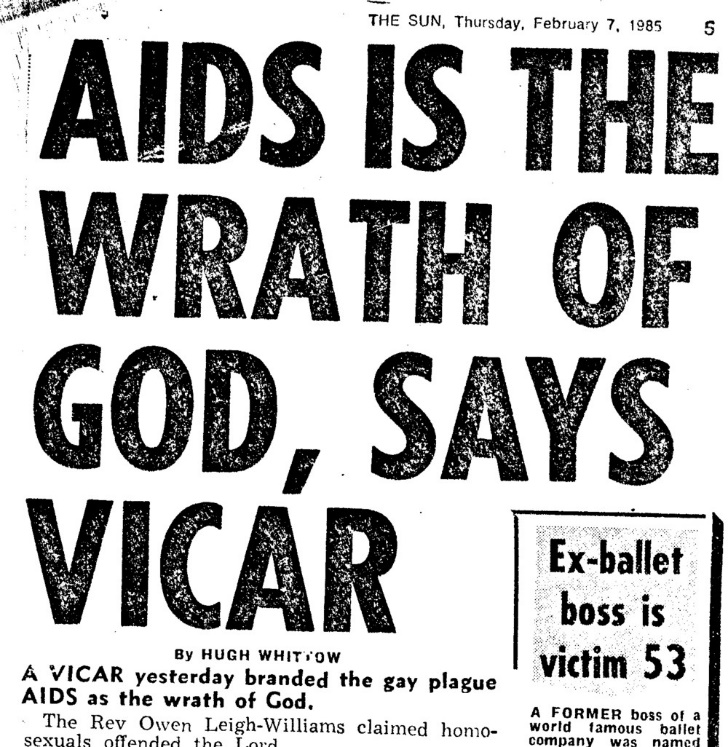 THE SUN, Thursday, February 7, 1985 5
AIDS IS THE
WRATH OF
GOD, SAYS
VICAR
By HUGH WHITTOW
A VICAR yesterday branded the gay plague
AIDS as the wrath of God.
The Rev Owen Leigh-Williams claimed homo-
sexuals offended the Lord
Ex-ballet
boss is
victim 53
A FORMER boss of a
world famous ballet
company was named